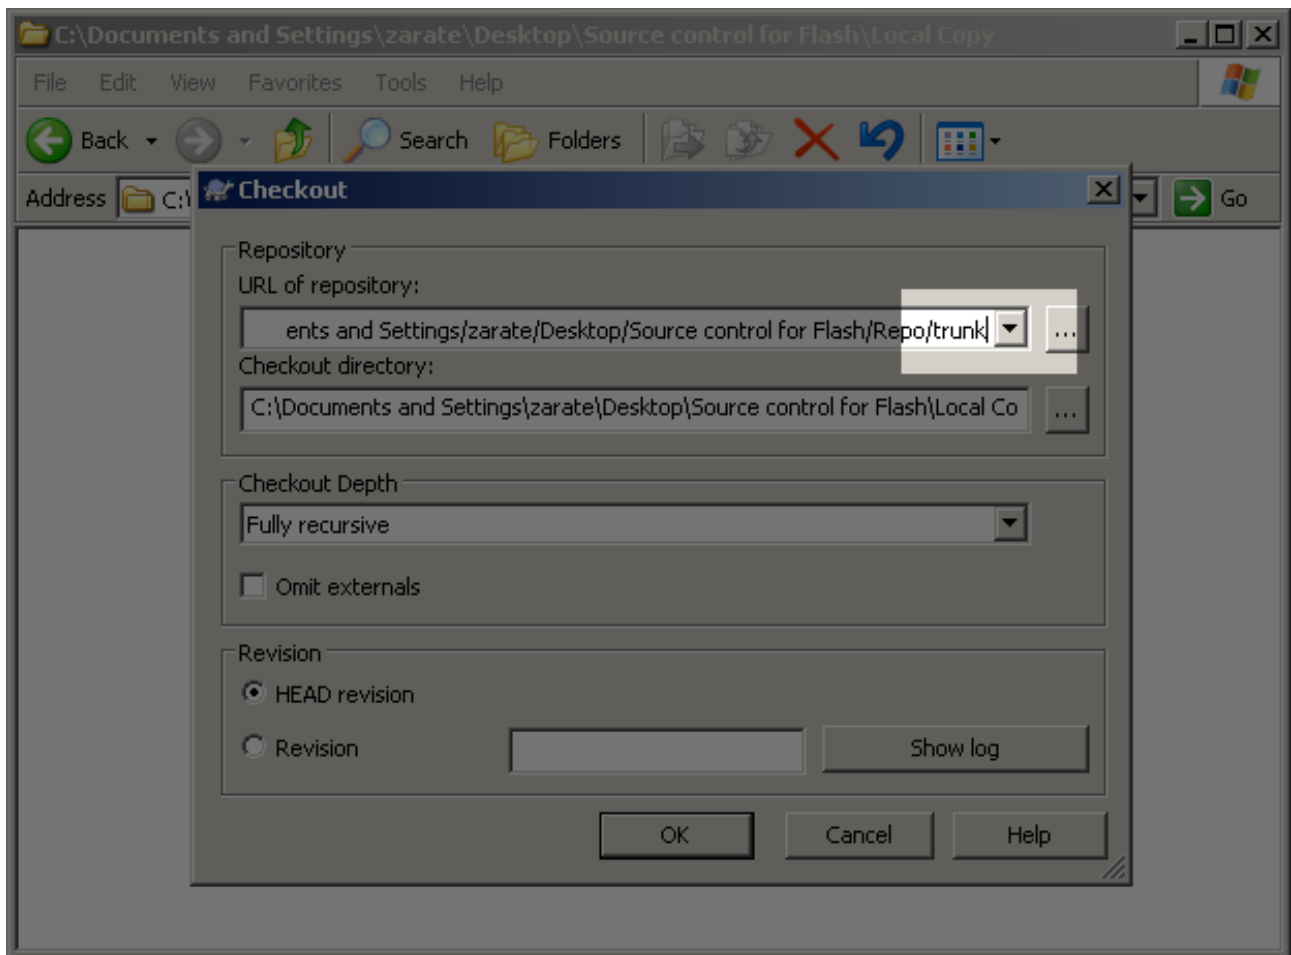 C:\Documents and Settings\zarate\Desktop\Source control for Flash\Local Copy
File Edit View Favorites Tools Help
Back Search Folders
Address C:\ Go
Checkout
Repository
URL of repository:
ents and Settings/zarate/Desktop/Source control for Flash/Repo/trunk ...
Checkout directory:
C:\Documents and Settings\zarate\Desktop\Source control for Flash\Local Co ...
Checkout Depth
Fully recursive
Omit externals
Revision
HEAD revision
Revision Show log
OK Cancel Help